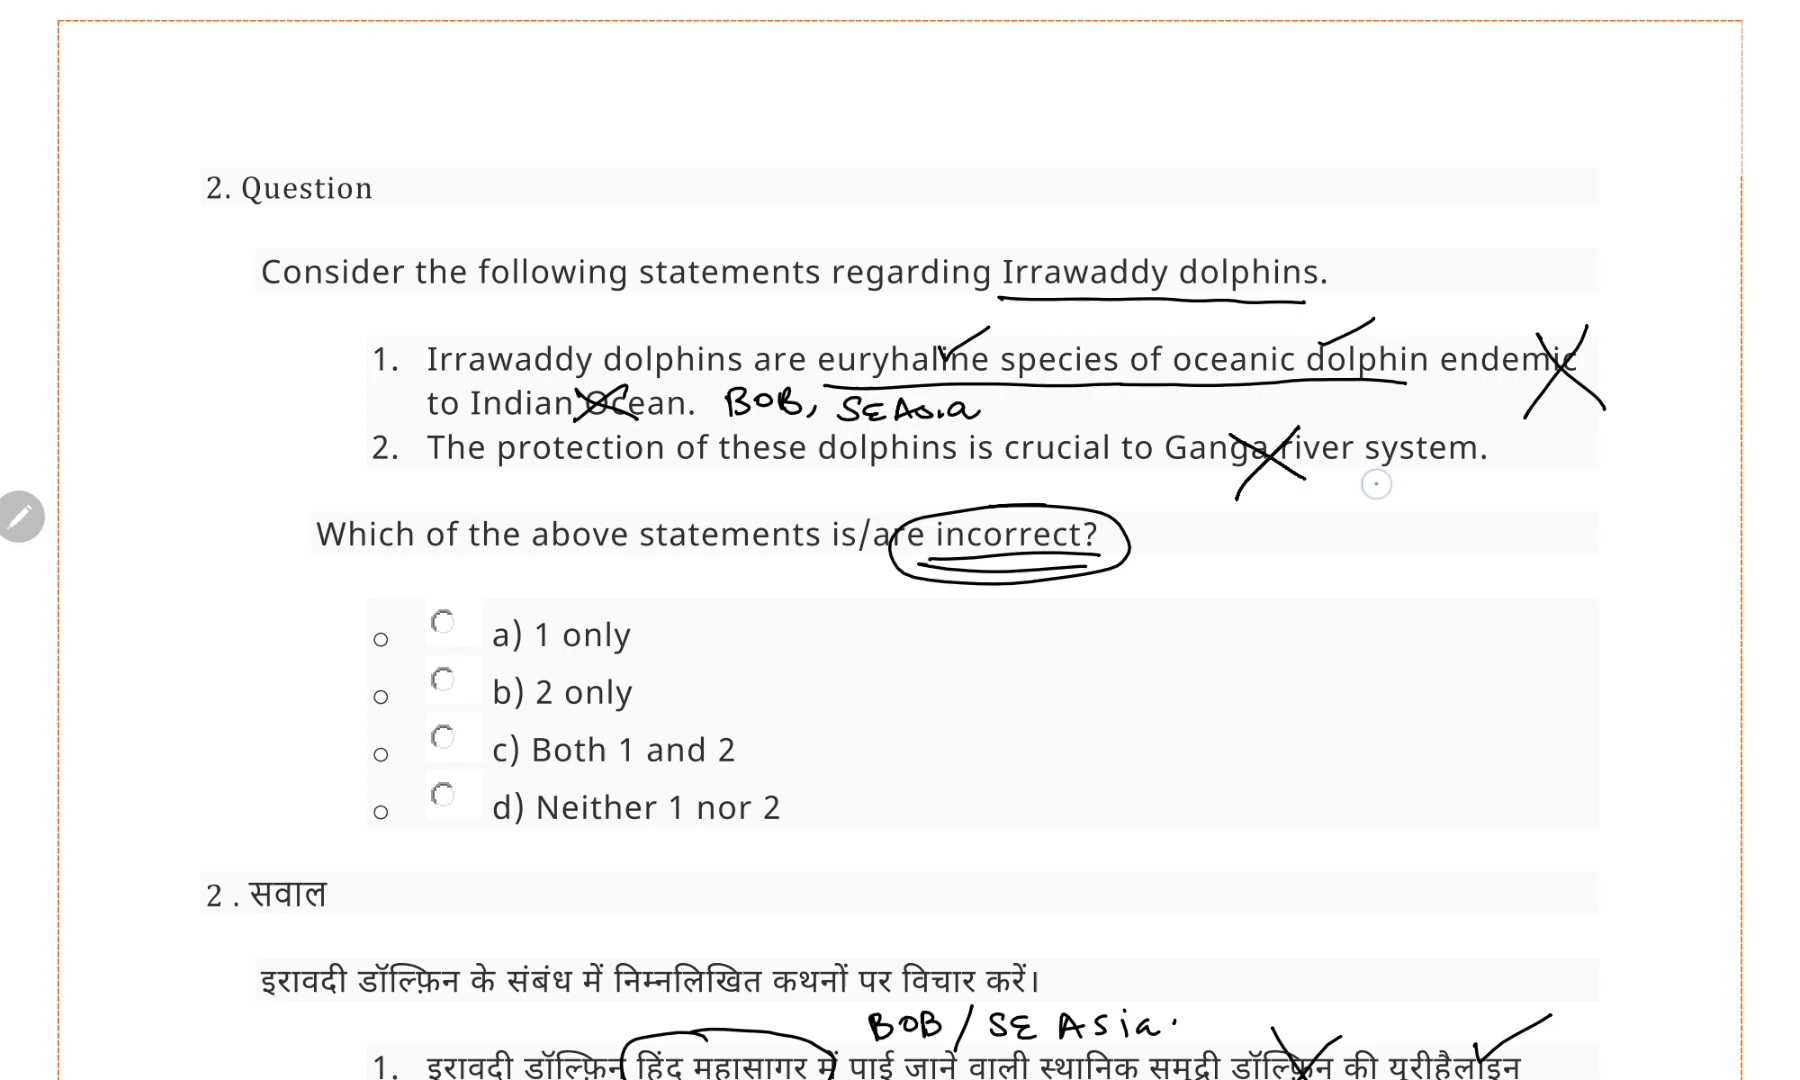 2. Question
Consider the following statements regarding Irrawaddy dolphins.
1. Irrawaddy dolphins are euryhaline species of oceanic dolphin endemic
to Indian Ocean. BOB, SE Asia
2. The protection of these dolphins is crucial to Ganga river system.
Which of the above statements is/are incorrect?
a) 1 only
b) 2 only
c) Both 1 and 2
d) Neither 1 nor 2
2 . सवाल
इरावदी डॉल्फ़िन के संबंध में निम्नलिखित कथनों पर विचार करें।
BOB / SE Asia.
1. इरावदी डॉल्फ़िन हिंद महासागर में पाई जाने वाली स्थानिक समुद्री डॉल्फ़िन की यूरीहैलाइन